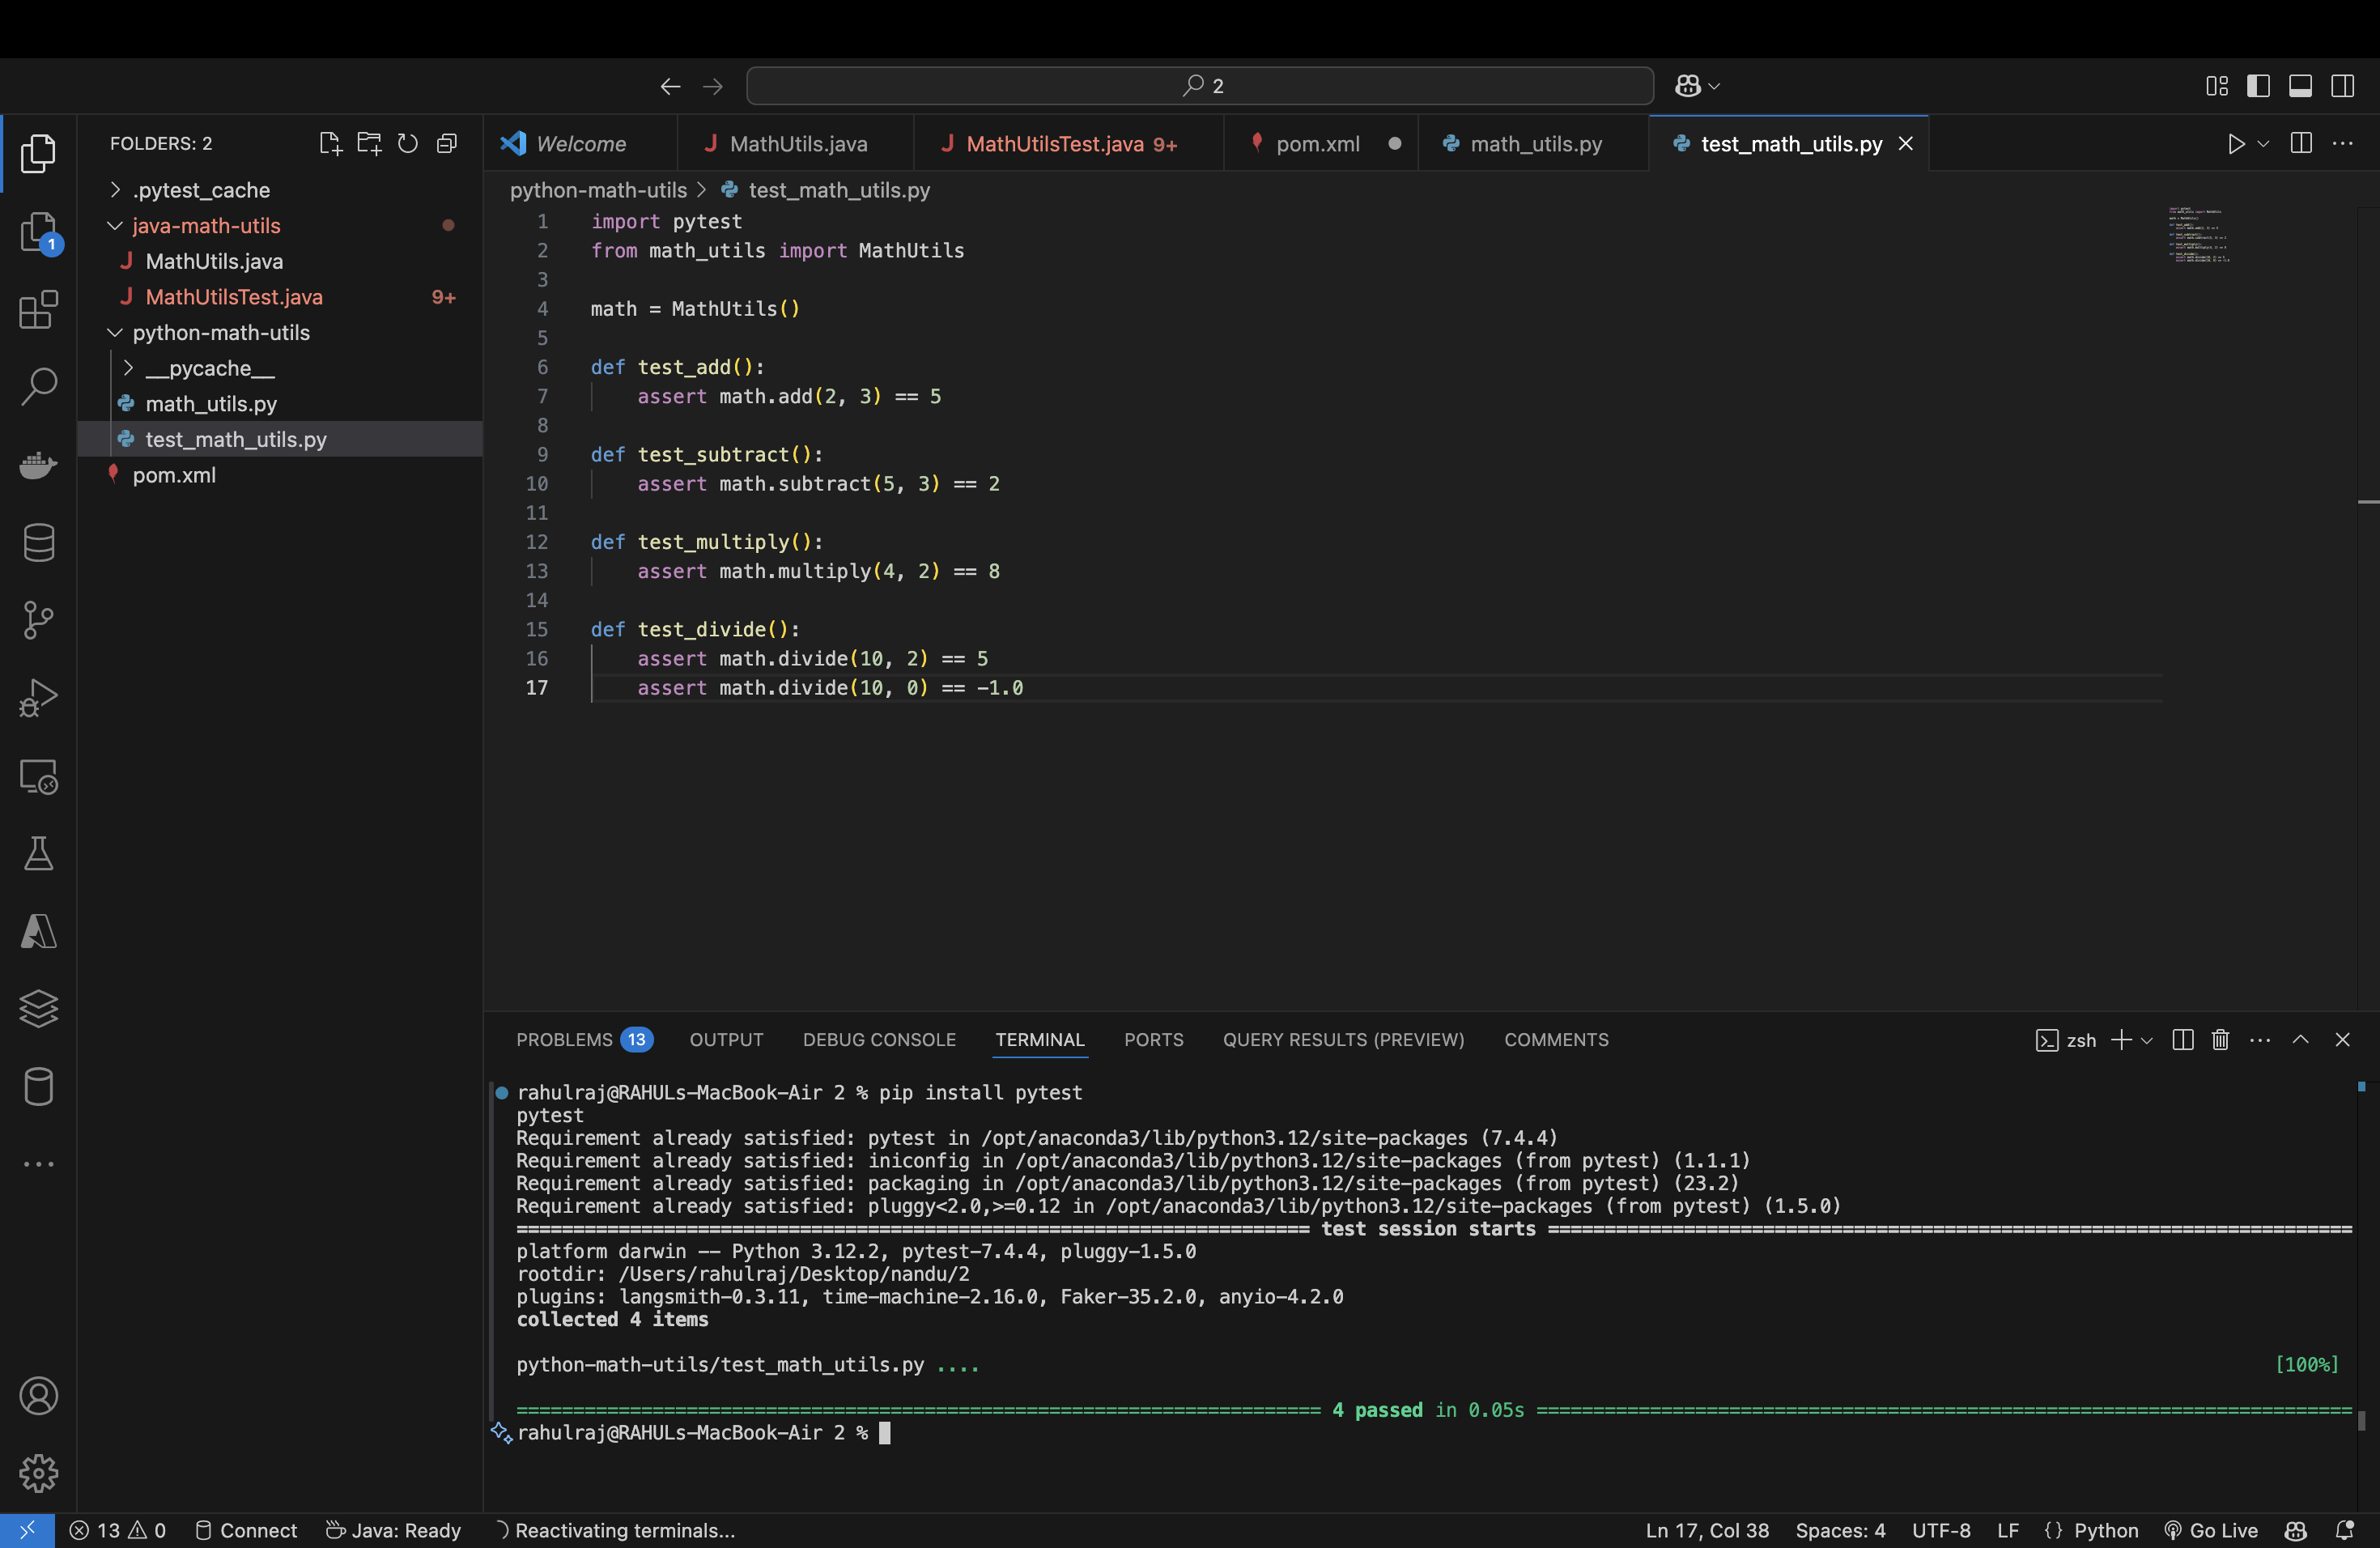 2
FOLDERS: 2
.pytest_cache
java-math-utils
J MathUtils.java
J MathUtilsTest.java 9+
python-math-utils
__pycache__
math_utils.py
test_math_utils.py
pom.xml
1
Welcome
J MathUtils.java
J MathUtilsTest.java 9+
pom.xml
math_utils.py
test_math_utils.py
python-math-utils > test_math_utils.py
1 import pytest
2 from math_utils import MathUtils
3
4 math = MathUtils()
5
6 def test_add():
7 assert math.add(2, 3) == 5
8
9 def test_subtract():
10 assert math.subtract(5, 3) == 2
11
12 def test_multiply():
13 assert math.multiply(4, 2) == 8
14
15 def test_divide():
16 assert math.divide(10, 2) == 5
17 assert math.divide(10, 0) == -1.0
PROBLEMS 13 OUTPUT DEBUG CONSOLE TERMINAL PORTS QUERY RESULTS (PREVIEW) COMMENTS
zsh
rahulraj@RAHULs-MacBook-Air 2 % pip install pytest
pytest
Requirement already satisfied: pytest in /opt/anaconda3/lib/python3.12/site-packages (7.4.4)
Requirement already satisfied: iniconfig in /opt/anaconda3/lib/python3.12/site-packages (from pytest) (1.1.1)
Requirement already satisfied: packaging in /opt/anaconda3/lib/python3.12/site-packages (from pytest) (23.2)
Requirement already satisfied: pluggy<2.0,>=0.12 in /opt/anaconda3/lib/python3.12/site-packages (from pytest) (1.5.0)
====================================================================== test session starts =======================================================================
platform darwin -- Python 3.12.2, pytest-7.4.4, pluggy-1.5.0
rootdir: /Users/rahulraj/Desktop/nandu/2
plugins: langsmith-0.3.11, time-machine-2.16.0, Faker-35.2.0, anyio-4.2.0
collected 4 items
python-math-utils/test_math_utils.py .... [100%]
======================================================================= 4 passed in 0.05s ========================================================================
rahulraj@RAHULs-MacBook-Air 2 %
13 0 Connect Java: Ready Reactivating terminals... Ln 17, Col 38 Spaces: 4 UTF-8 LF {} Python Go Live